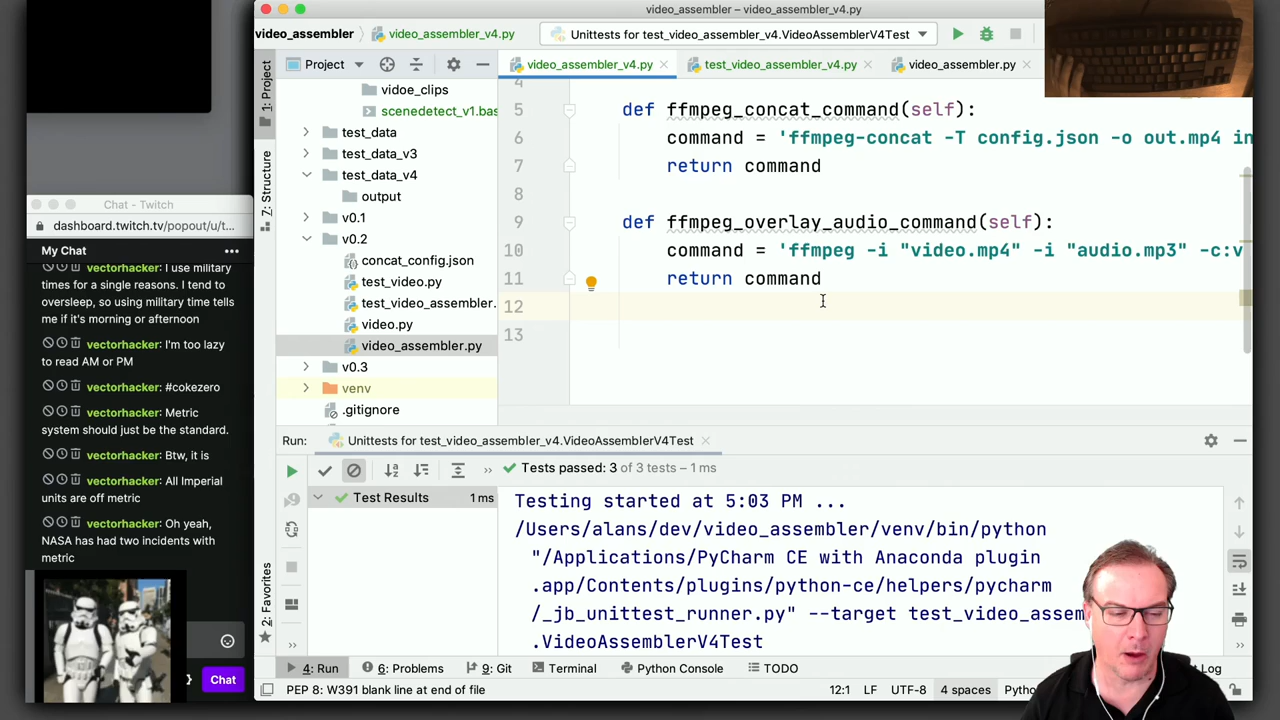 video_assembler – video_assembler_v4.py
video_assembler
video_assembler_v4.py
Unittests for test_video_assembler_v4.VideoAssemblerV4Test
Project
video_assembler_v4.py
test_video_assembler_v4.py
video_assembler.py
1: Project
7: Structure
2: Favorites
vidoe_clips
scenedetect_v1.bas
test_data
test_data_v3
test_data_v4
output
v0.1
v0.2
concat_config.json
test_video.py
test_video_assembler.
video.py
video_assembler.py
v0.3
venv
.gitignore
4
5 def ffmpeg_concat_command(self):
6 command = 'ffmpeg-concat -T config.json -o out.mp4 in
7 return command
8
9 def ffmpeg_overlay_audio_command(self):
10 command = 'ffmpeg -i "video.mp4" -i "audio.mp3" -c:v
11 return command
12
13
Chat - Twitch
dashboard.twitch.tv/popout/u/t...
My Chat
vectorhacker: I use military
times for a single reasons. I tend to
oversleep, so using military time tells
me if it's morning or afternoon
vectorhacker: I'm too lazy
to read AM or PM
vectorhacker: #cokezero
vectorhacker: Metric
system should just be the standard.
vectorhacker: Btw, it is
vectorhacker: All Imperial
units are off metric
vectorhacker: Oh yeah,
NASA has had two incidents with
metric
Chat
Run:
Unittests for test_video_assembler_v4.VideoAssemblerV4Test
Tests passed: 3 of 3 tests – 1 ms
Test Results 1 ms
Testing started at 5:03 PM ...
/Users/alans/dev/video_assembler/venv/bin/python
"/Applications/PyCharm CE with Anaconda plugin
.app/Contents/plugins/python-ce/helpers/pycharm
/_jb_unittest_runner.py" --target test_video_assem
.VideoAssemblerV4Test
4: Run
6: Problems
9: Git
Terminal
Python Console
TODO
Log
PEP 8: W391 blank line at end of file
12:1 LF UTF-8 4 spaces Pytho